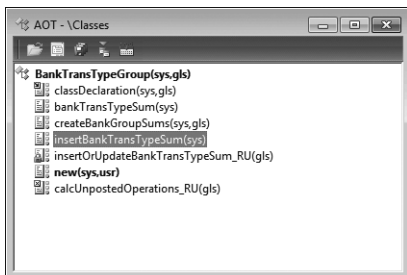 AOT - \Classes
BankTransTypeGroup(sys,gls)
classDeclaration(sys,gls)
bankTransTypeSum(sys)
createBankGroupSums(sys,gls)
insertBankTransTypeSum(sys)
insertOrUpdateBankTransTypeSum_RU(gls)
new(sys,usr)
calcUnpostedOperations_RU(gls)